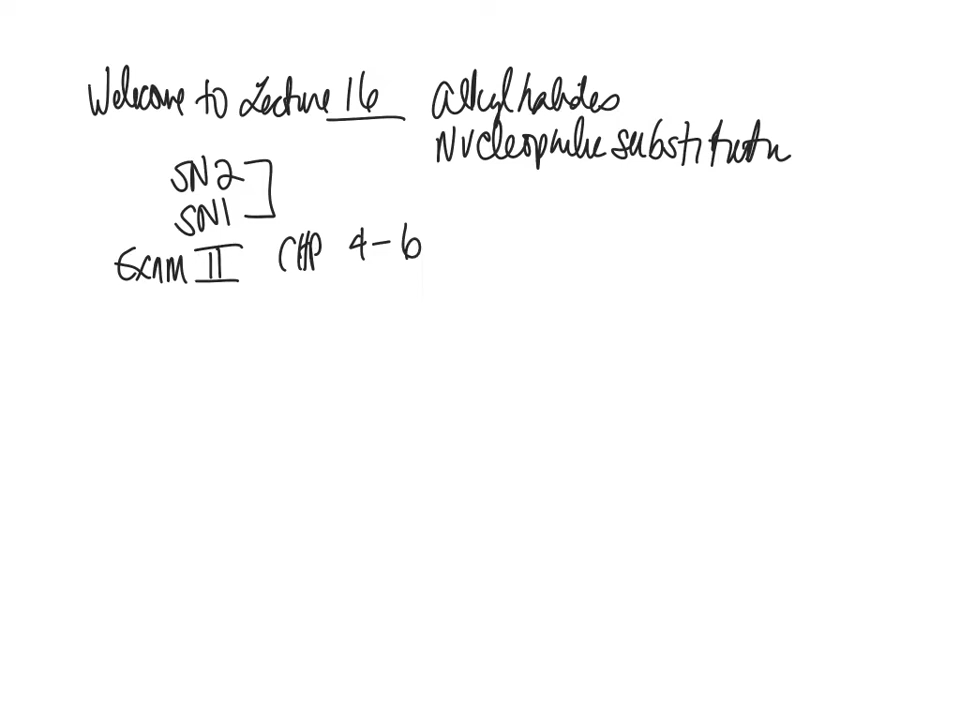 Welcome to Lecture 16
alkyl halides
Nucleophilic substitution
SN2
SN1
Exam II CHP 4-6